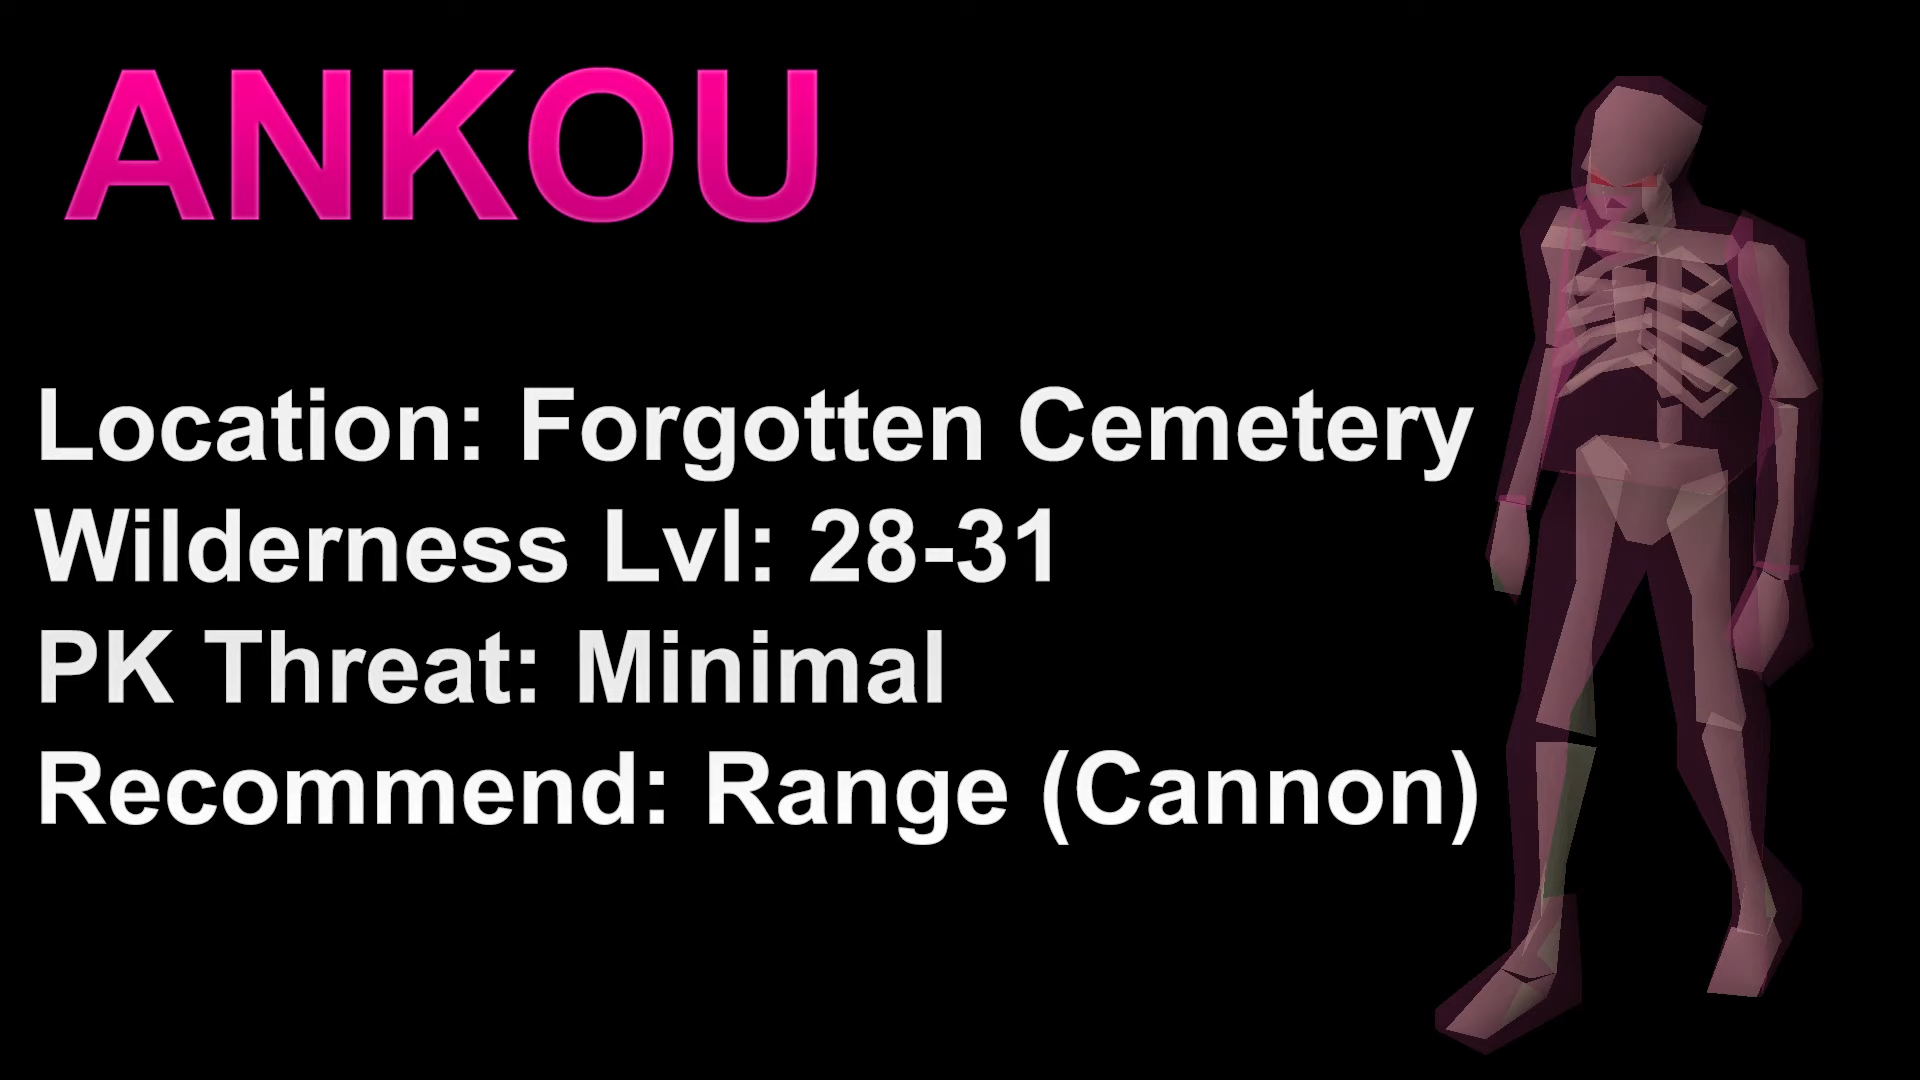 ANKOU
Location: Forgotten Cemetery
Wilderness Lvl: 28-31
PK Threat: Minimal
Recommend: Range (Cannon)